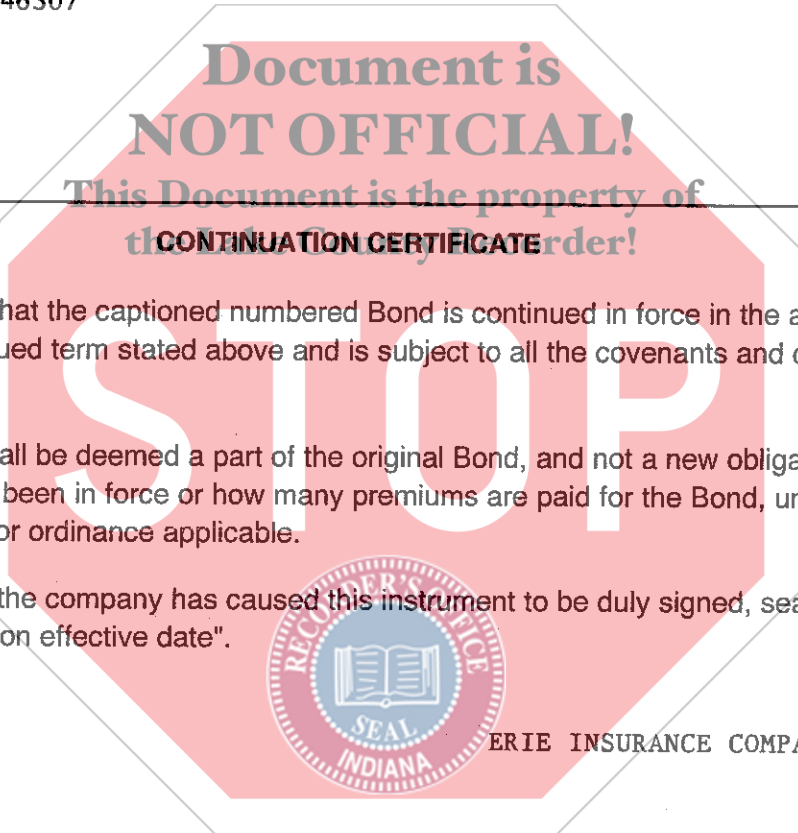 46307
Document is
NOT OFFICIAL!
This Document is the property of
the Lake County Recorder!
CONTINUATION CERTIFICATE
hat the captioned numbered Bond is continued in force in the a
ued term stated above and is subject to all the covenants and
STOP
all be deemed a part of the original Bond, and not a new obliga
been in force or how many premiums are paid for the Bond, un
or ordinance applicable.
the company has caused this instrument to be duly signed, sea
on effective date".
RECORDER'S OFFICE
SEAL
INDIANA
ERIE INSURANCE COMPA